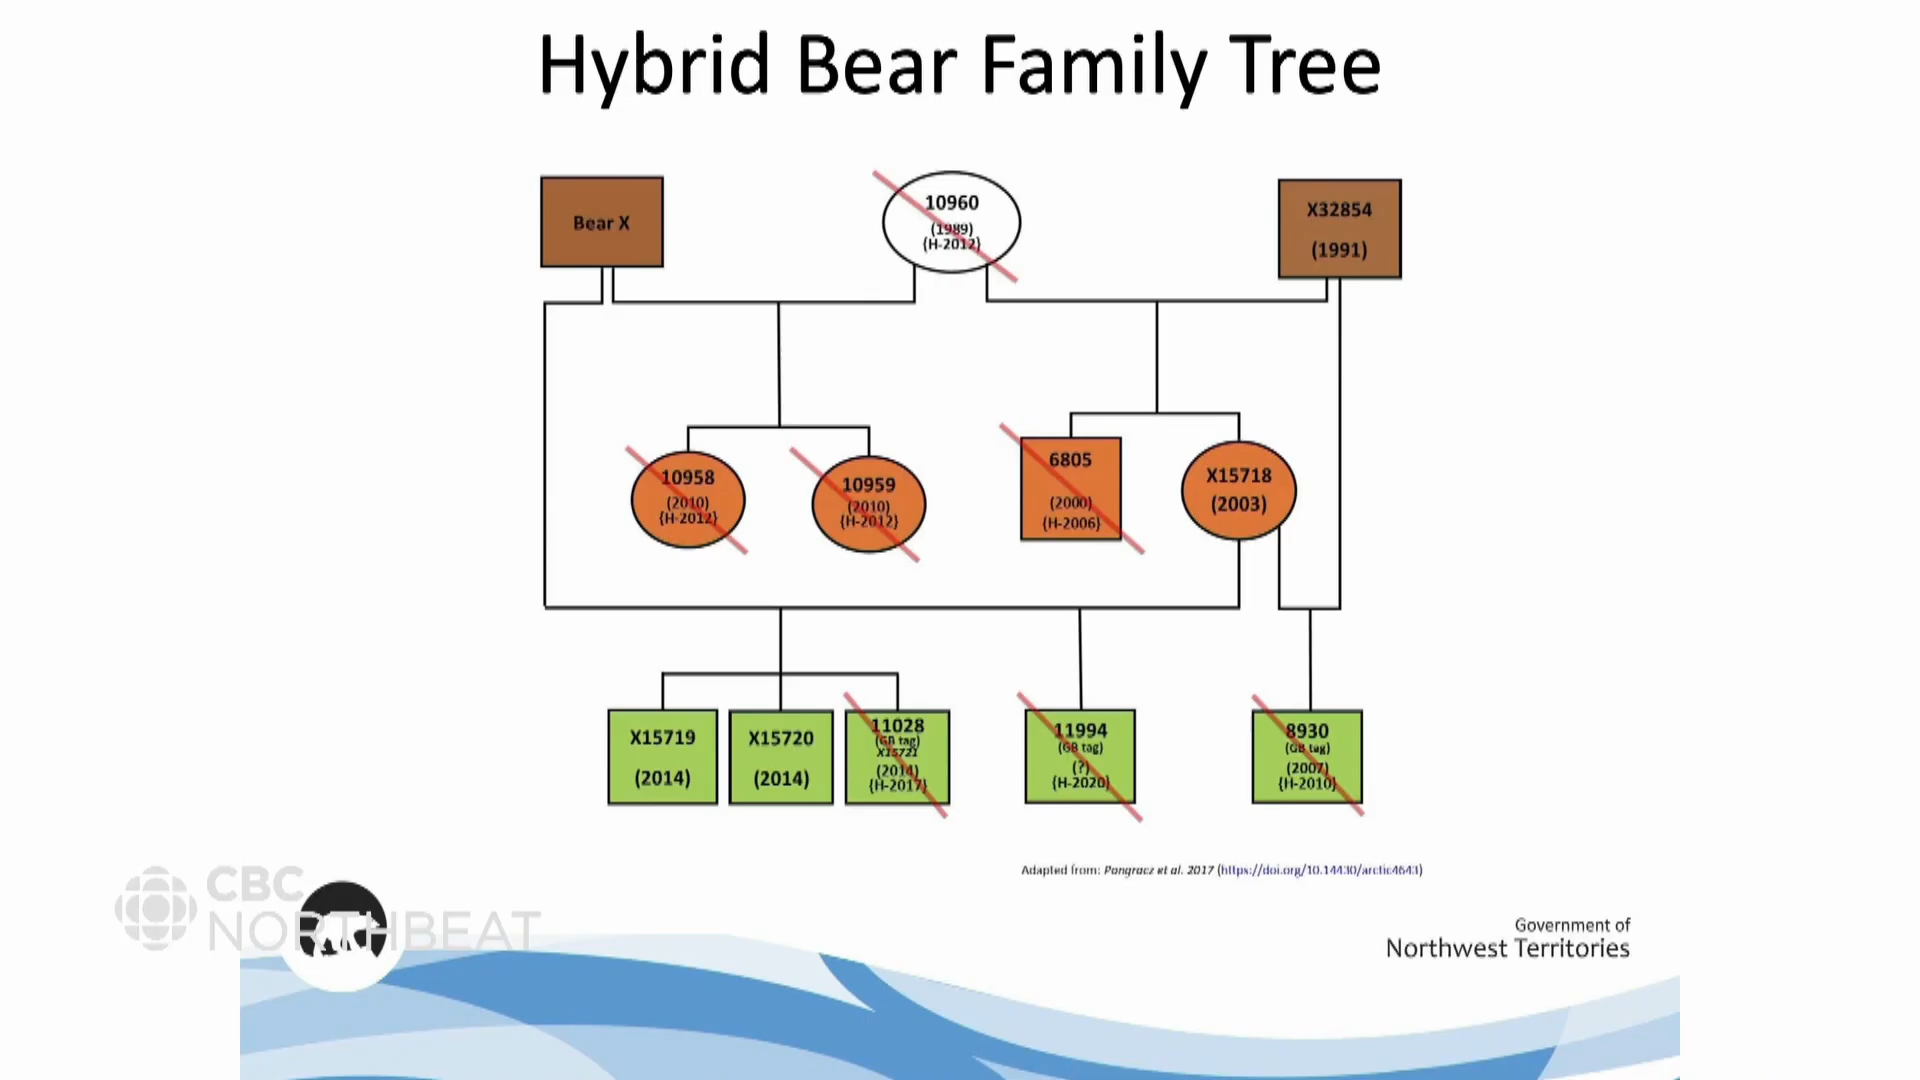 Hybrid Bear Family Tree
Bear X
10960
(1989)
{H-2012}
X32854
(1991)
10958
(2010)
{H-2012}
10959
(2010)
{H-2012}
6805
(2000)
{H-2006}
X15718
(2003)
X15719
(2014)
X15720
(2014)
11028
(GB tag)
X15721
(2014)
{H-2017}
11994
(GB tag)
(?)
{H-2020}
8930
(GB tag)
(2007)
{H-2010}
Adapted from: Pongracz et al. 2017 (https://doi.org/10.14430/arctic4643)
CBC
NORTHBEAT
Government of
Northwest Territories